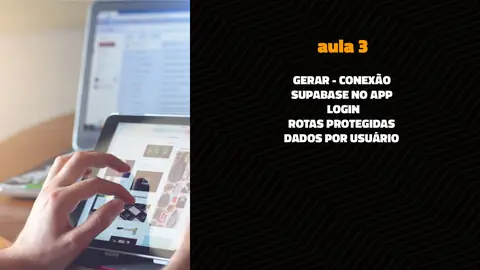 aula 3
GERAR - CONEXÃO
SUPABASE NO APP
LOGIN
ROTAS PROTEGIDAS
DADOS POR USUÁRIO